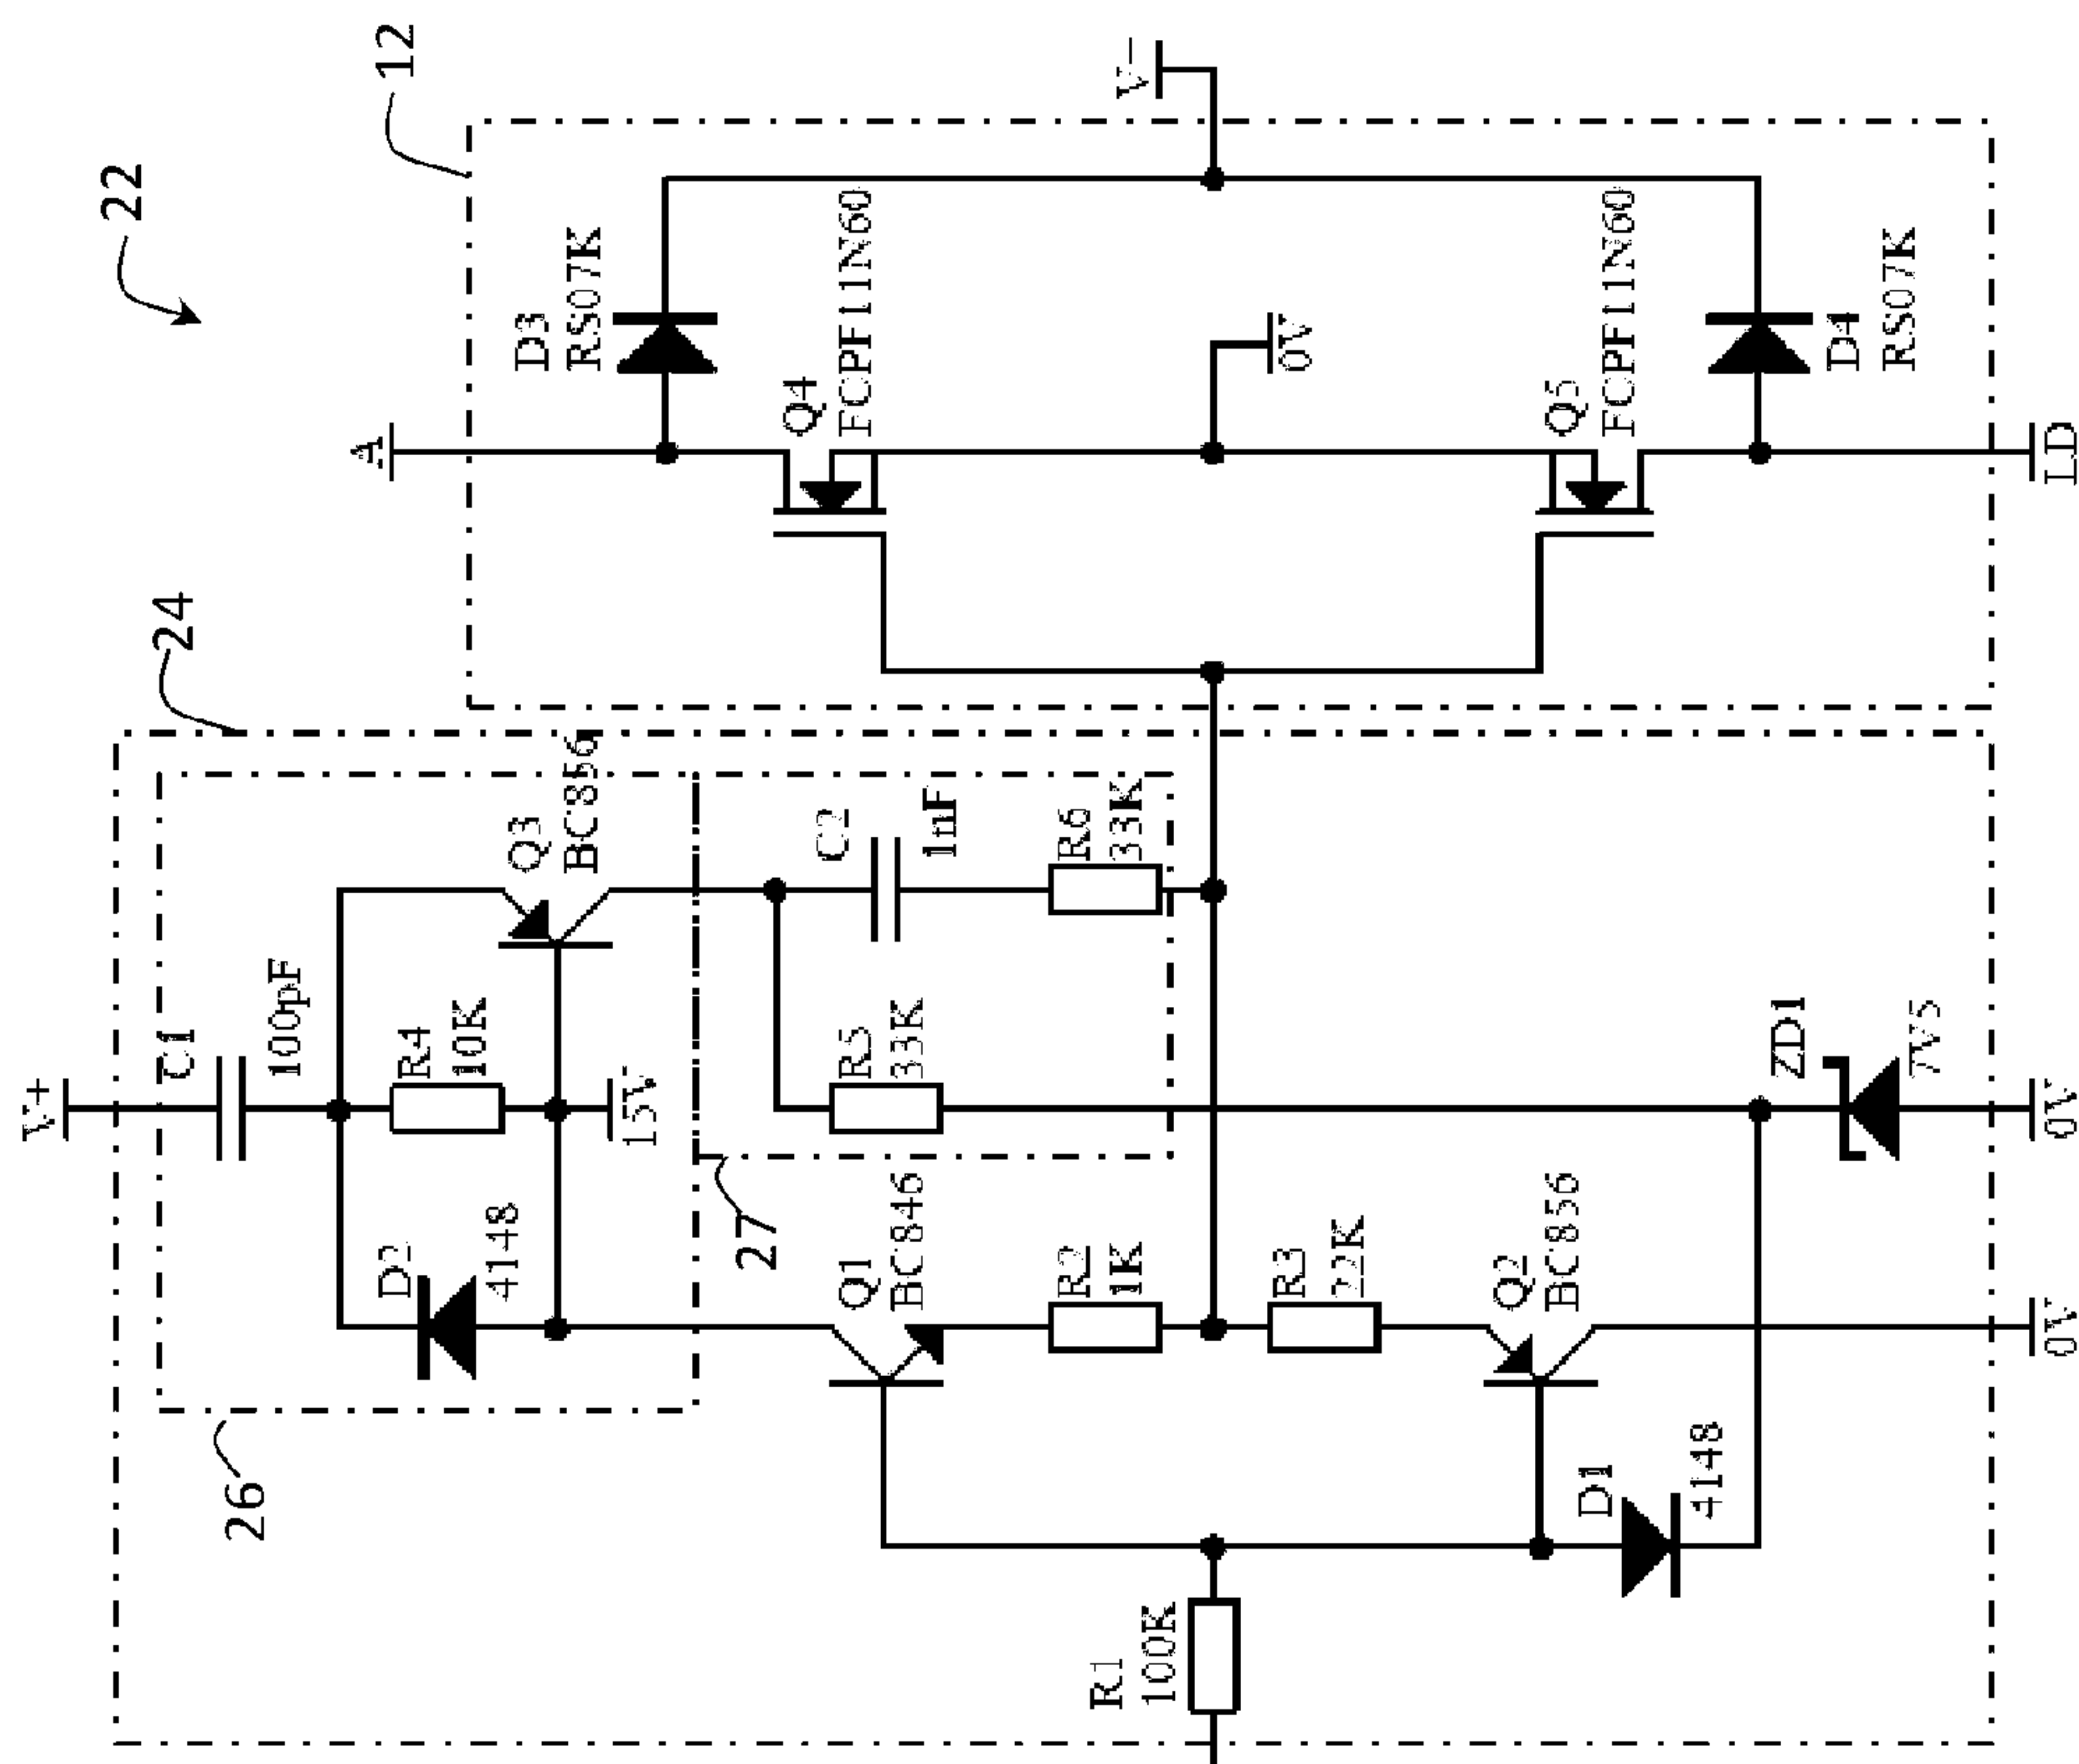 22
12
24
26
27
V+
C1
100pF
D2
4148
R4
10K
15V
Q3
BC856
C2
1nF
R6
33K
R5
33K
Q1
BC846
R2
1K
R3
22K
Q2
BC856
D1
4148
R1
100K
ZD1
7V5
0V
0V
A
D3
RS07K
Q4
FCPF11N60
0V
V-
Q5
FCPF11N60
D4
RS07K
LD